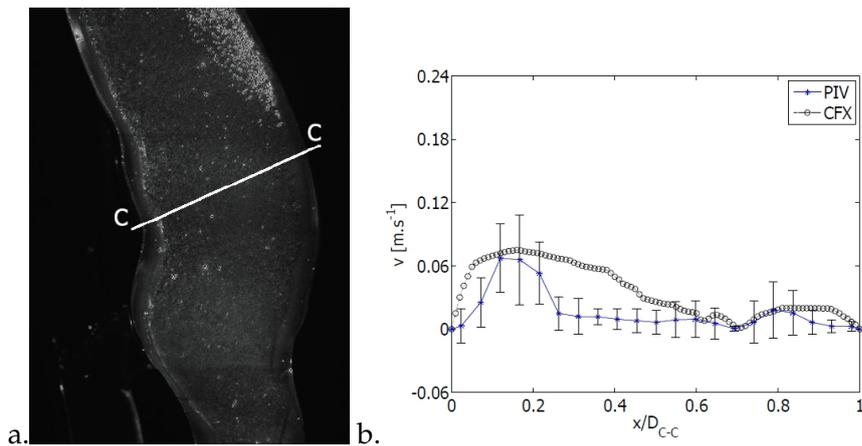 C
C
a.
b.
0.24
0.18
0.12
0.06
0
-0.06
v [m.s⁻¹]
0
0.2
0.4
0.6
0.8
1
x/D_C-C
PIV
CFX